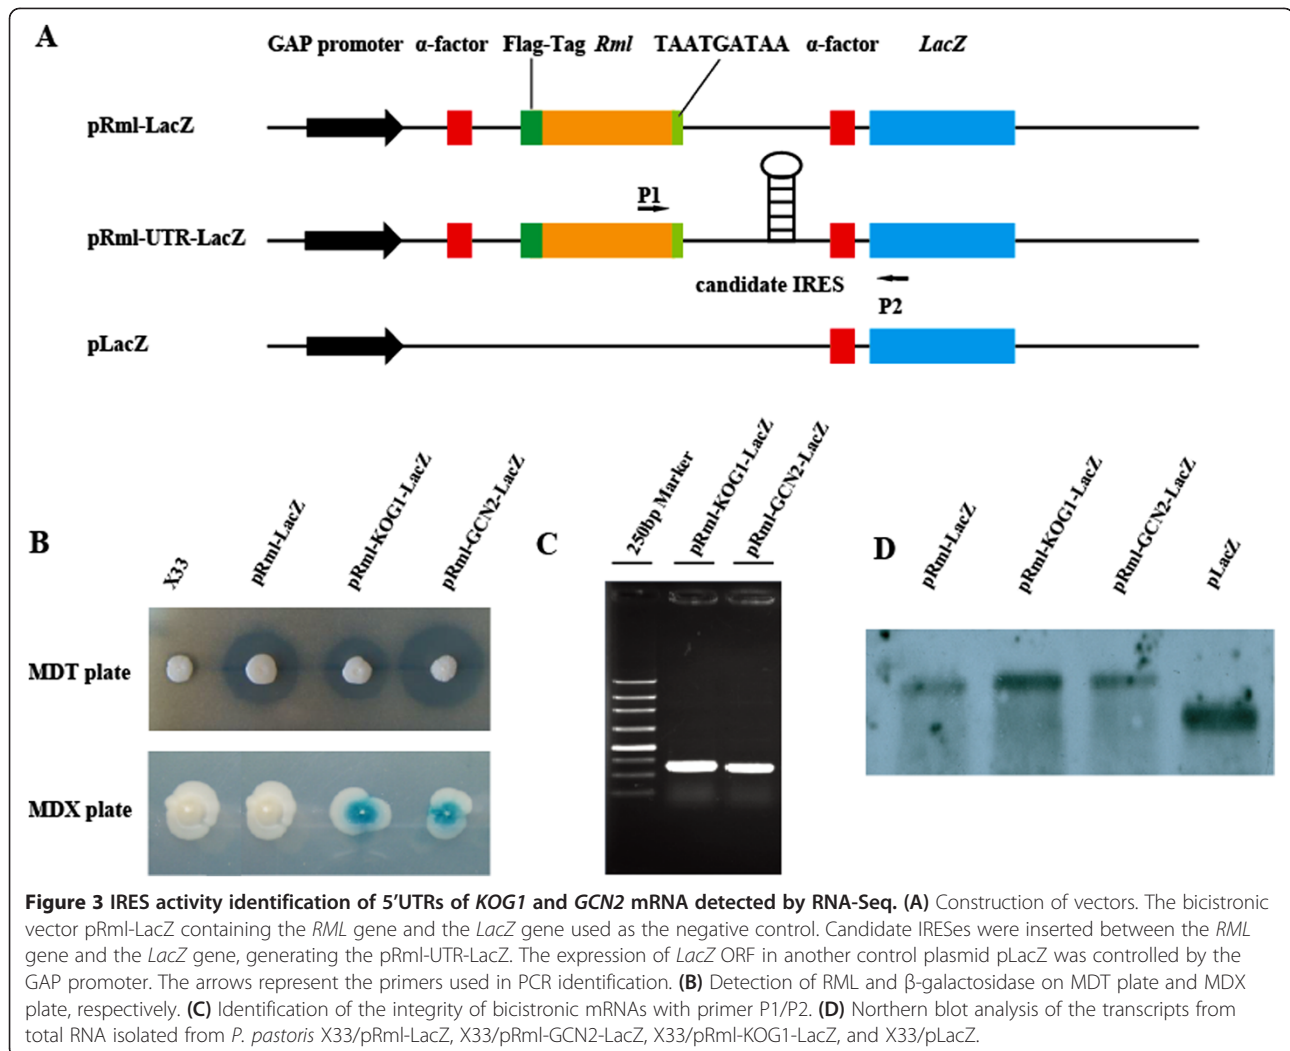 A
GAP promoter α-factor Flag-Tag Rml TAATGATAA α-factor LacZ
pRml-LacZ
P1
pRml-UTR-LacZ
candidate IRES
P2
pLacZ
B
X33
pRml-LacZ
pRml-KOG1-LacZ
pRml-GCN2-LacZ
MDT plate
MDX plate
C
250bp Marker
pRml-KOG1-LacZ
pRml-GCN2-LacZ
D
pRml-LacZ
pRml-KOG1-LacZ
pRml-GCN2-LacZ
pLacZ
Figure 3 IRES activity identification of 5'UTRs of KOG1 and GCN2 mRNA detected by RNA-Seq. (A) Construction of vectors. The bicistronic
vector pRml-LacZ containing the RML gene and the LacZ gene used as the negative control. Candidate IRESes were inserted between the RML
gene and the LacZ gene, generating the pRml-UTR-LacZ. The expression of LacZ ORF in another control plasmid pLacZ was controlled by the
GAP promoter. The arrows represent the primers used in PCR identification. (B) Detection of RML and β-galactosidase on MDT plate and MDX
plate, respectively. (C) Identification of the integrity of bicistronic mRNAs with primer P1/P2. (D) Northern blot analysis of the transcripts from
total RNA isolated from P. pastoris X33/pRml-LacZ, X33/pRml-GCN2-LacZ, X33/pRml-KOG1-LacZ, and X33/pLacZ.